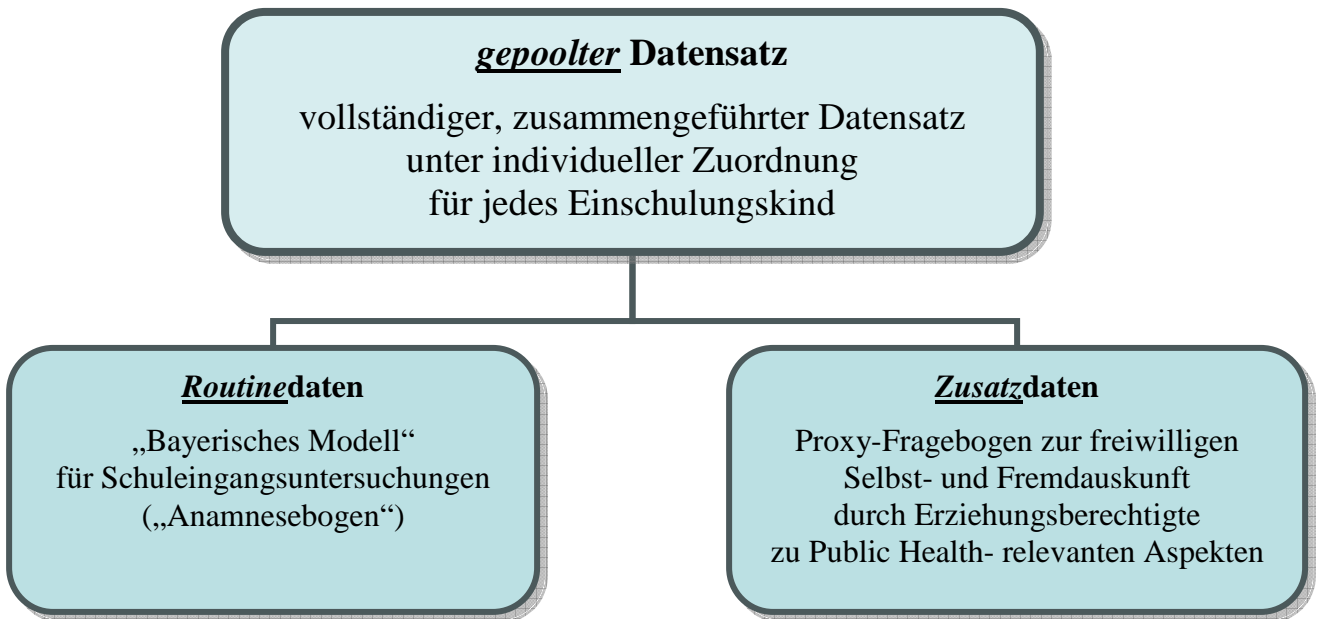 gepoolter Datensatz
vollständiger, zusammengeführter Datensatz
unter individueller Zuordnung
für jedes Einschulungskind
Routinedaten
„Bayerisches Modell“
für Schuleingangsuntersuchungen
(„Anamnesebogen“)
Zusatzdaten
Proxy-Fragebogen zur freiwilligen
Selbst- und Fremdauskunft
durch Erziehungsberechtigte
zu Public Health- relevanten Aspekten